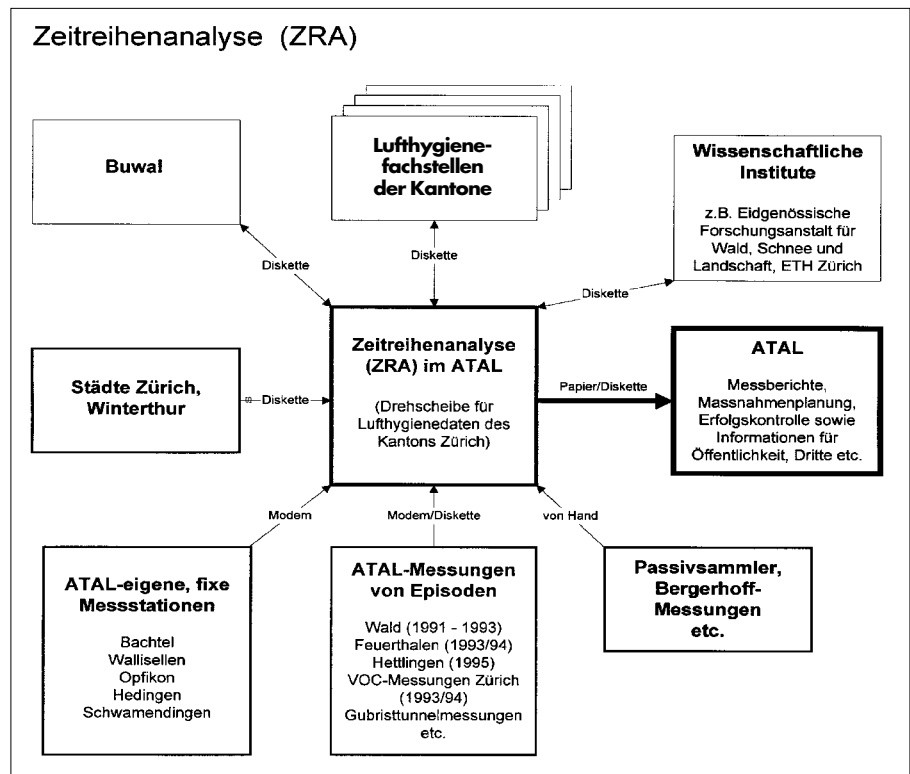 Zeitreihenanalyse (ZRA)
Buwal
Lufthygiene-
fachstellen
der Kantone
Wissenschaftliche
Institute
z.B. Eidgenössische
Forschungsanstalt für
Wald, Schnee und
Landschaft, ETH Zürich
Diskette
Diskette
Diskette
Städte Zürich,
Winterthur
Diskette
Zeitreihenanalyse
(ZRA) im ATAL
(Drehscheibe für
Lufthygienedaten des
Kantons Zürich)
Papier/Diskette
ATAL
Messberichte,
Massnahmenplanung,
Erfolgskontrolle sowie
Informationen für
Öffentlichkeit, Dritte etc.
Modem
Modem/Diskette
von Hand
ATAL-eigene, fixe
Messstationen
Bachtel
Wallisellen
Opfikon
Hedingen
Schwamendingen
ATAL-Messungen
von Episoden
Wald (1991 - 1993)
Feuerthalen (1993/94)
Hettlingen (1995)
VOC-Messungen Zürich
(1993/94)
Gubristtunnelmessungen
etc.
Passivsammler,
Bergerhoff-
Messungen
etc.